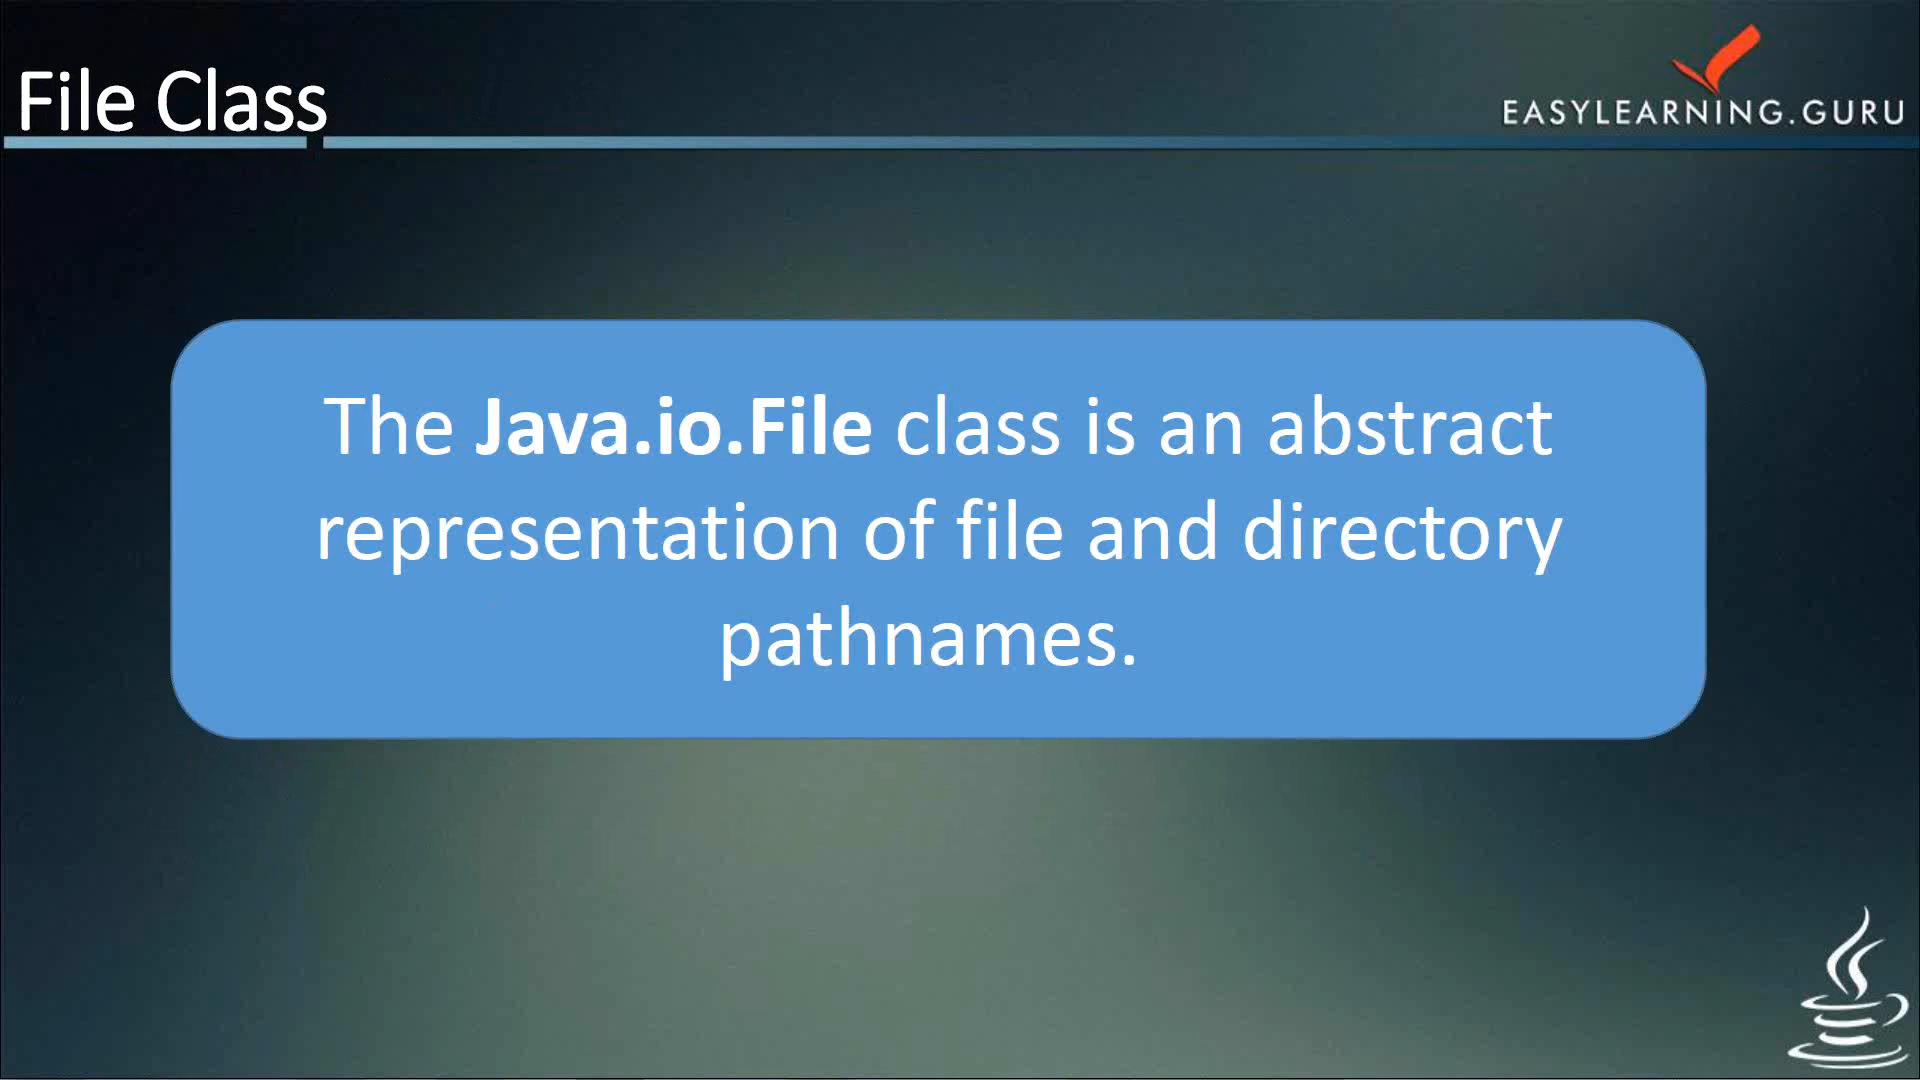 File Class
EASYLEARNING.GURU
The Java.io.File class is an abstract
representation of file and directory
pathnames.